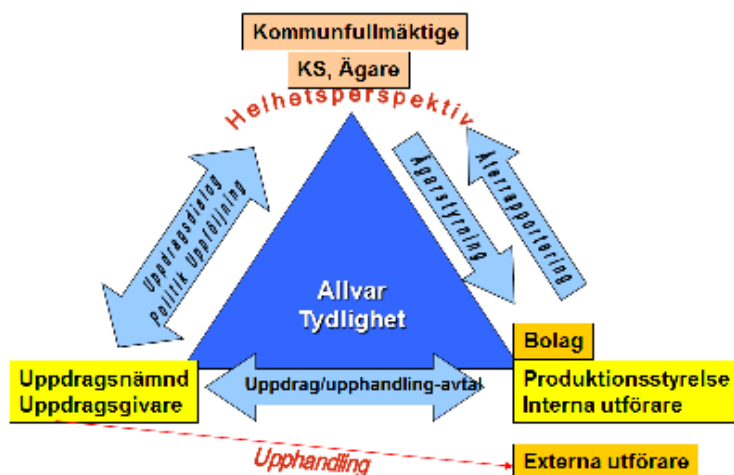 Kommunfullmäktige
KS, Ägare
Helhetsperspektiv
Uppdragsdialog
Politik Uppföljning
Ägarstyrning
Återrapportering
Allvar
Tydlighet
Bolag
Uppdragsnämnd
Uppdragsgivare
Uppdrag/upphandling-avtal
Produktionsstyrelse
Interna utförare
Upphandling
Externa utförare